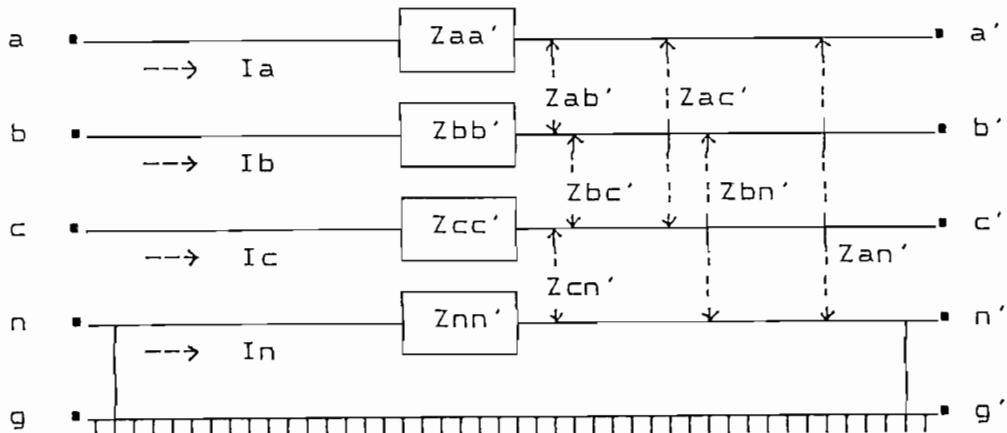 a Zaa′ a′
---> Ia
Zab′ Zac′
b Zbb′ b′
---> Ib
Zbc′ Zbn′
c Zcc′ c′
---> Ic
Zcn′ Zan′
n Znn′ n′
---> In
g g′